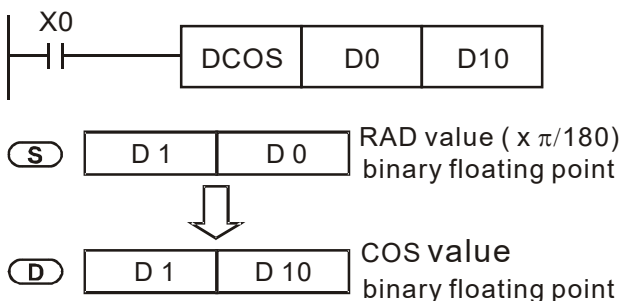 X0
DCOS D0 D10
S D 1 D 0 RAD value ( x π/180)
binary floating point
D D 1 D 10 COS value
binary floating point